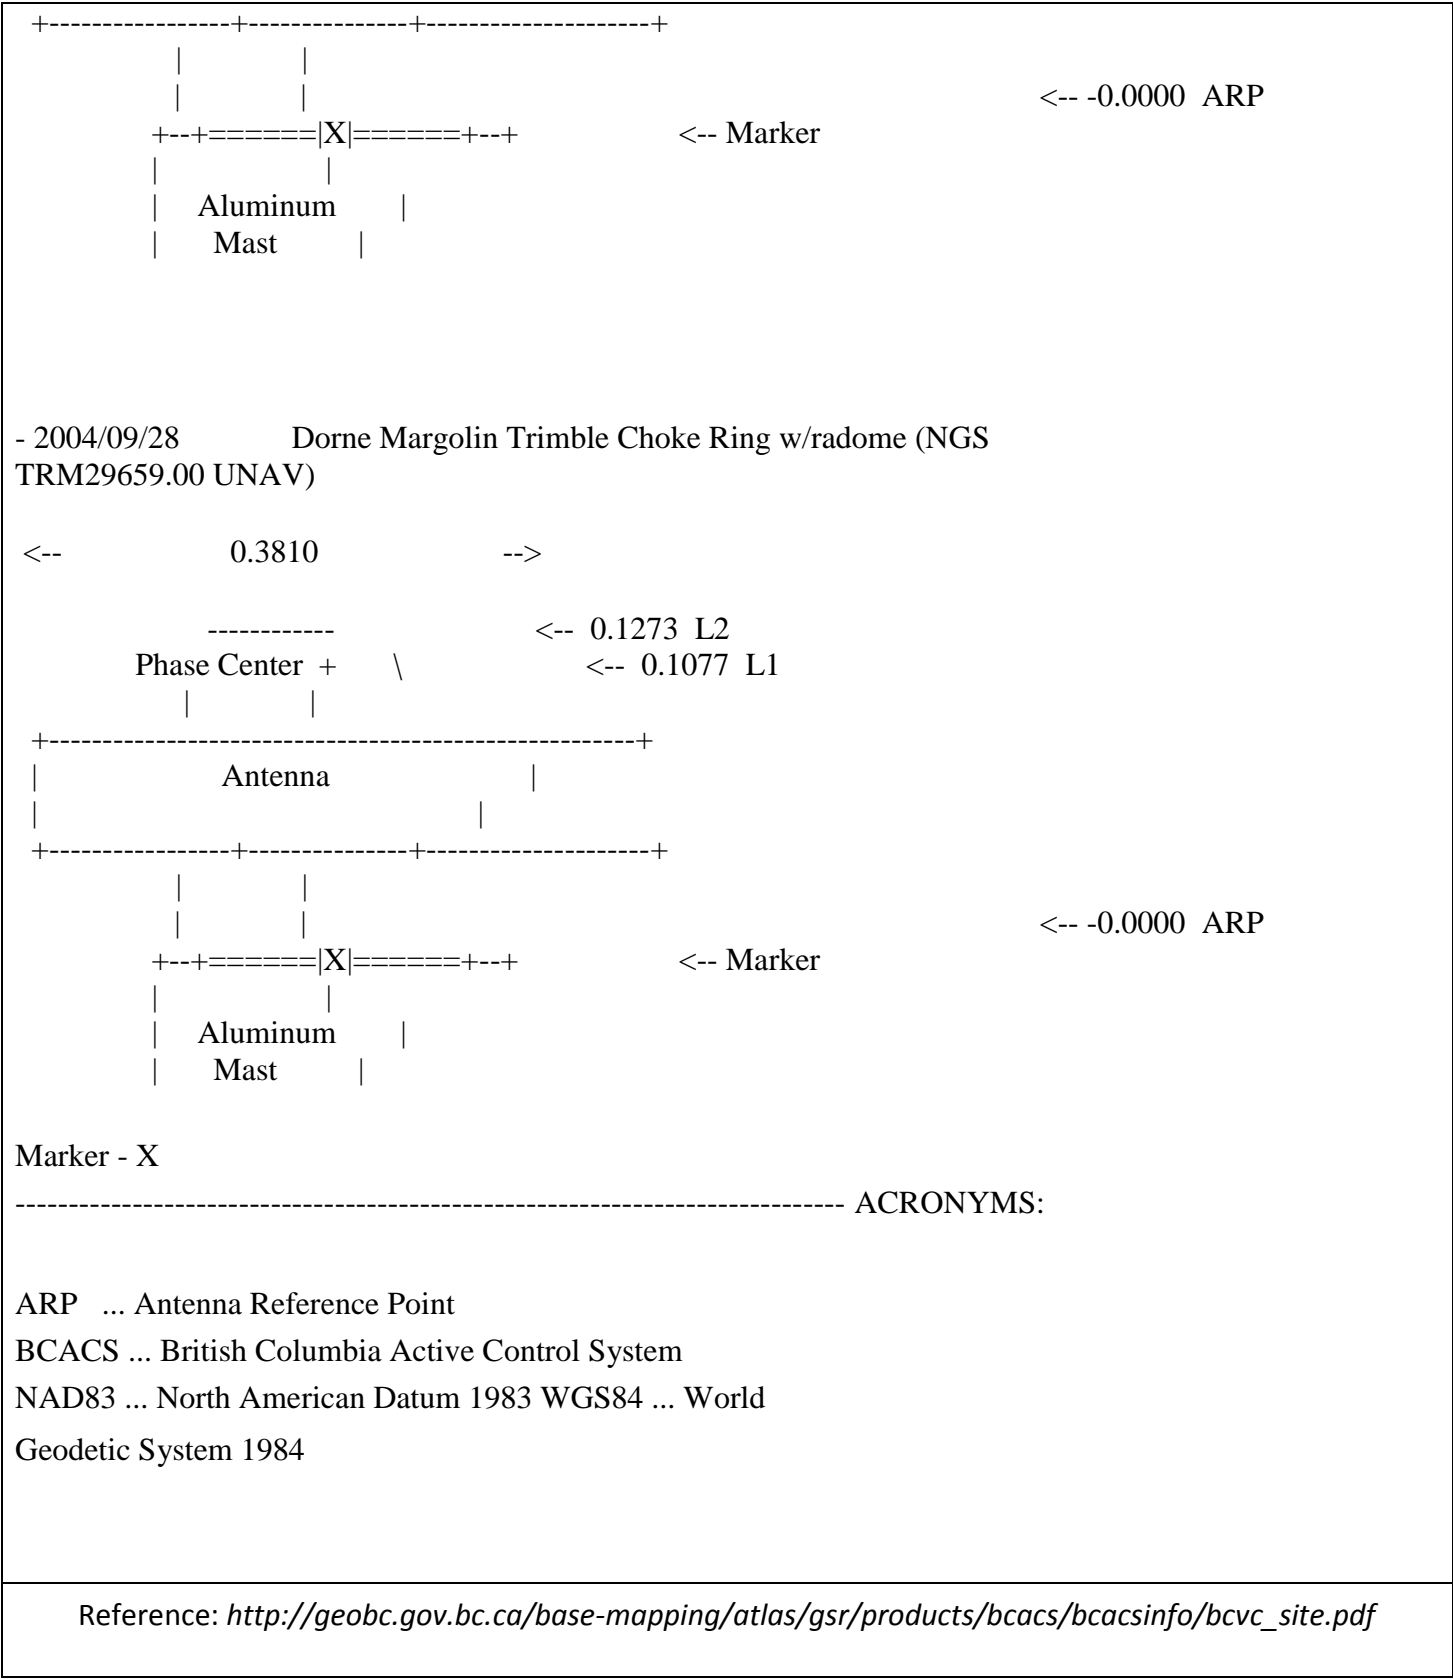 +-----------------+---------------+---------------------+
|          |
|          |          <-- -0.0000  ARP
+--+======|X|======+--+          <-- Marker
|          |
|   Aluminum   |
|   Mast   |
- 2004/09/28          Dorne Margolin Trimble Choke Ring w/radome (NGS
TRM29659.00 UNAV)
<--          0.3810          -->
------------          <--  0.1273  L2
Phase Center  +     \          <--  0.1077  L1
|          |
+-------------------------------------------------------+
|          Antenna          |
|          |
+-----------------+---------------+---------------------+
|          |
|          |          <-- -0.0000  ARP
+--+======|X|======+--+          <-- Marker
|          |
|   Aluminum   |
|   Mast   |
Marker - X
------------------------------------------------------------------------------ ACRONYMS:
ARP   ... Antenna Reference Point
BCACS ... British Columbia Active Control System
NAD83 ... North American Datum 1983 WGS84 ... World
Geodetic System 1984
Reference: http://geobc.gov.bc.ca/base-mapping/atlas/gsr/products/bcacs/bcacsinfo/bcvc_site.pdf